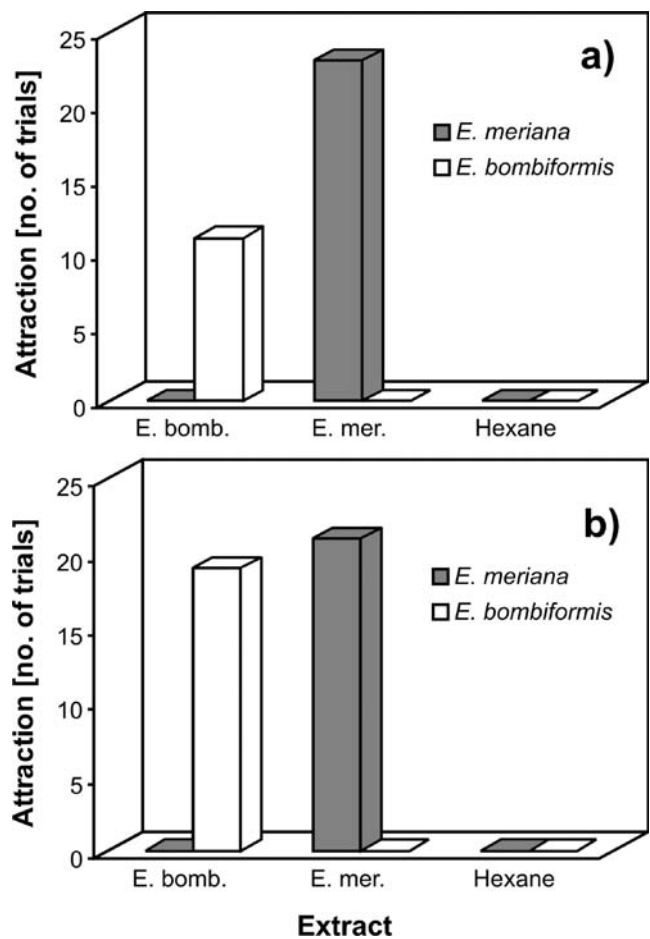 a)
Attraction [no. of trials]
25
20
15
10
5
0
E. meriana
E. bombiformis
E. bomb.
E. mer.
Hexane
b)
Attraction [no. of trials]
25
20
15
10
5
0
E. meriana
E. bombiformis
E. bomb.
E. mer.
Hexane
Extract